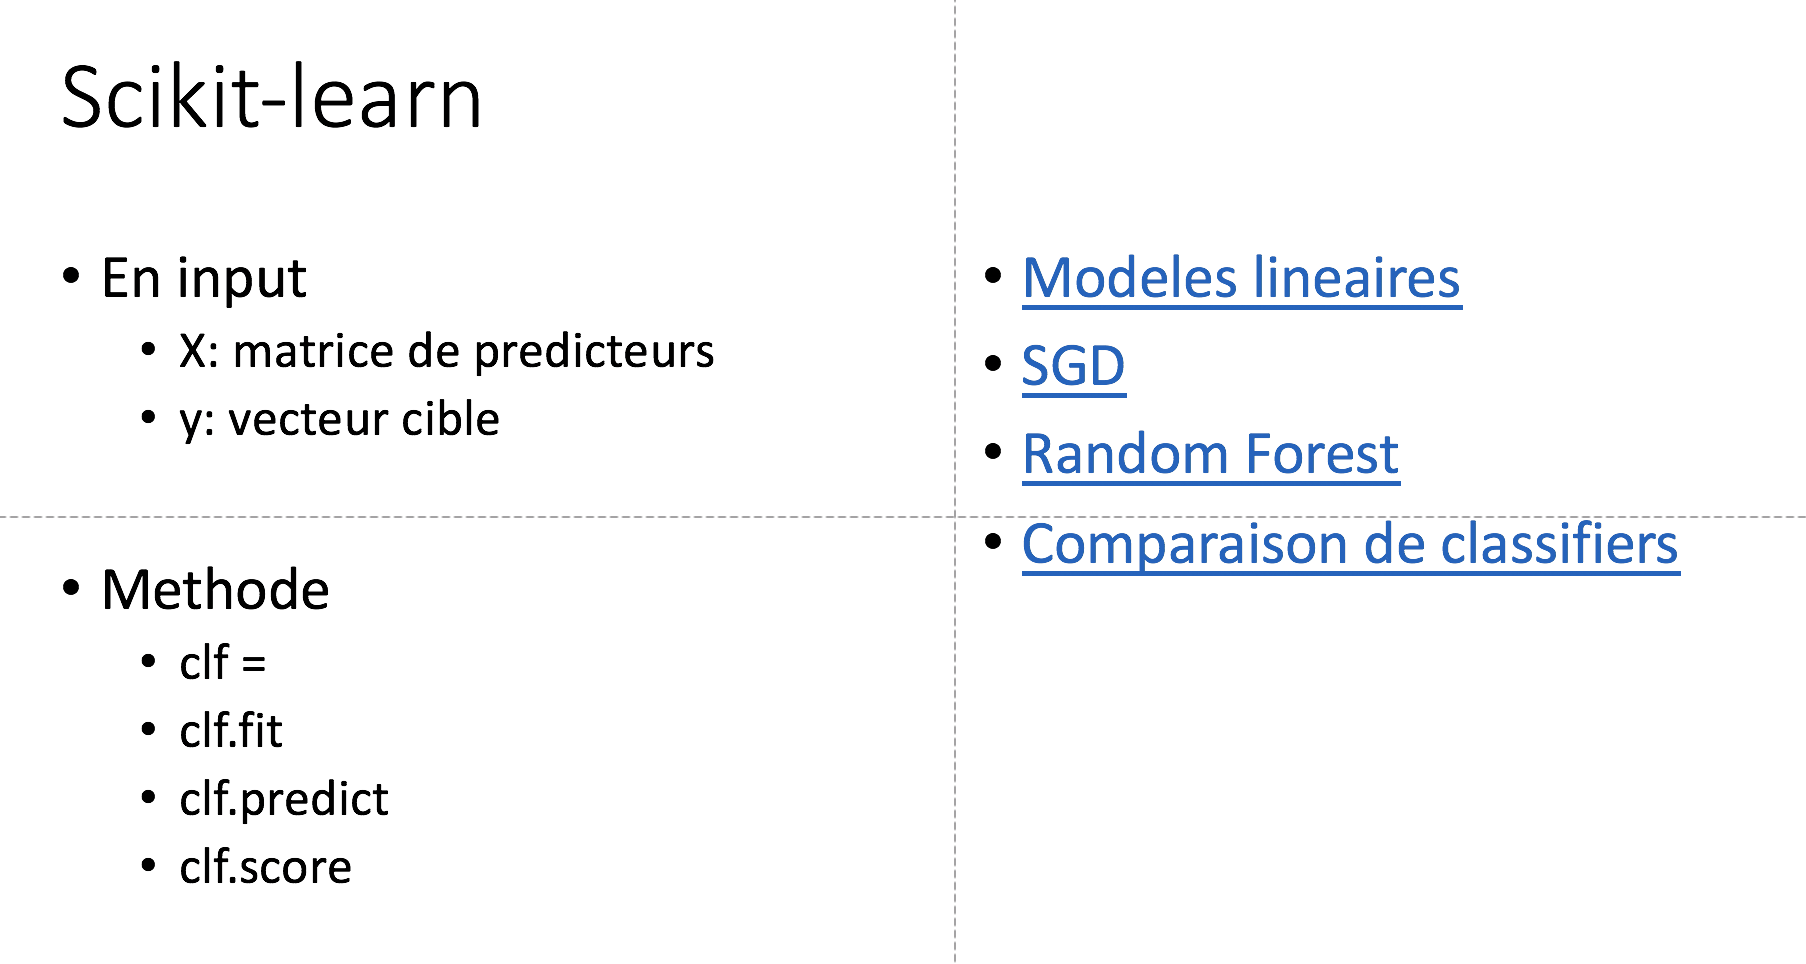 Scikit-learn
• En input
• X: matrice de predicteurs
• y: vecteur cible
• Methode
• clf =
• clf.fit
• clf.predict
• clf.score
• Modeles lineaires
• SGD
• Random Forest
• Comparaison de classifiers